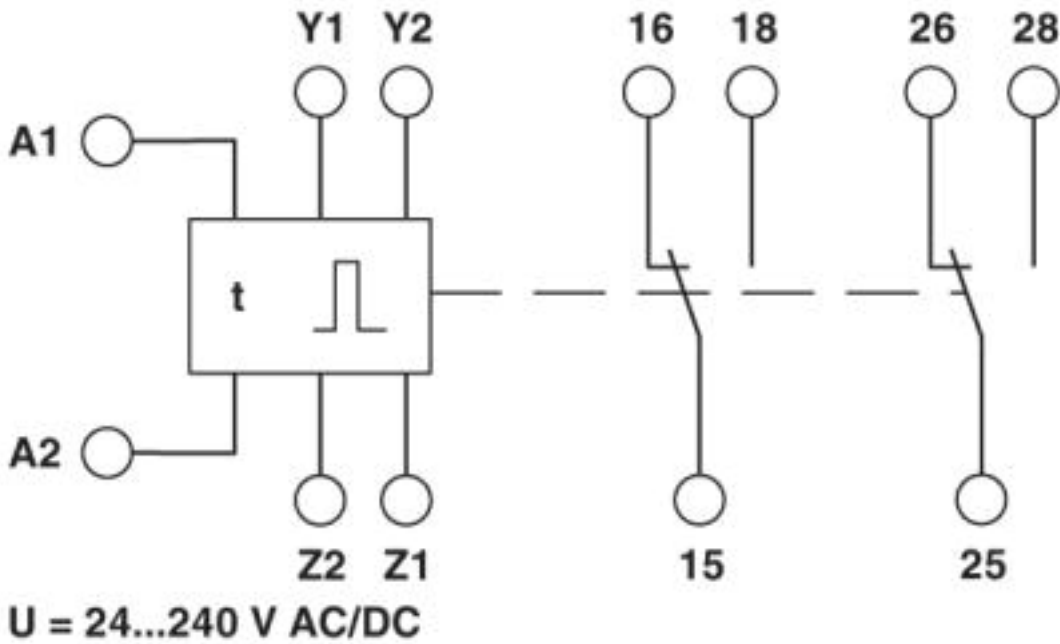 Y1 Y2 16 18 26 28
A1
t
A2
Z2 Z1 15 25
U = 24...240 V AC/DC